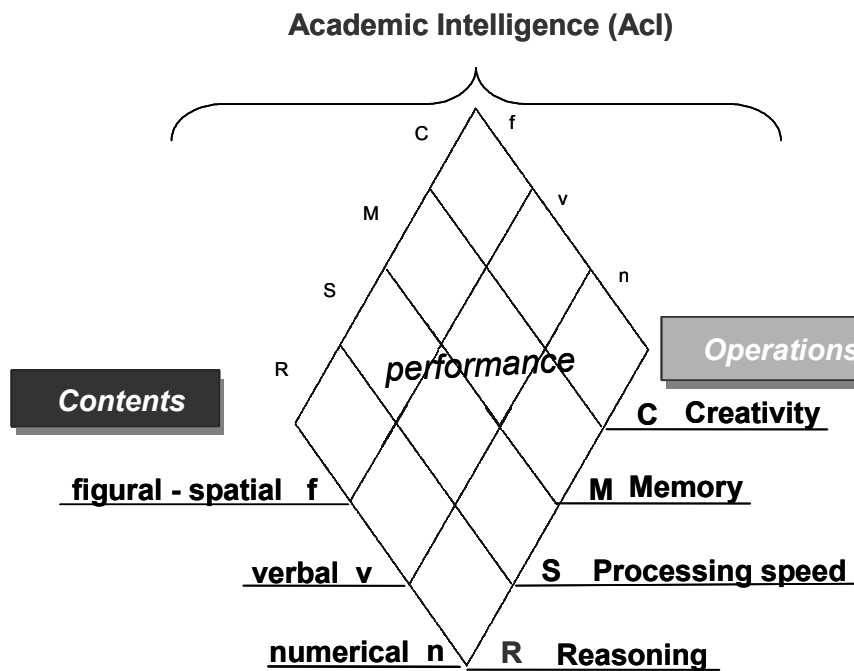 Academic Intelligence (AcI)
C f
M v
S n
R
performance
Operations
Contents
C Creativity
figural - spatial f
M Memory
verbal v
S Processing speed
numerical n
R Reasoning